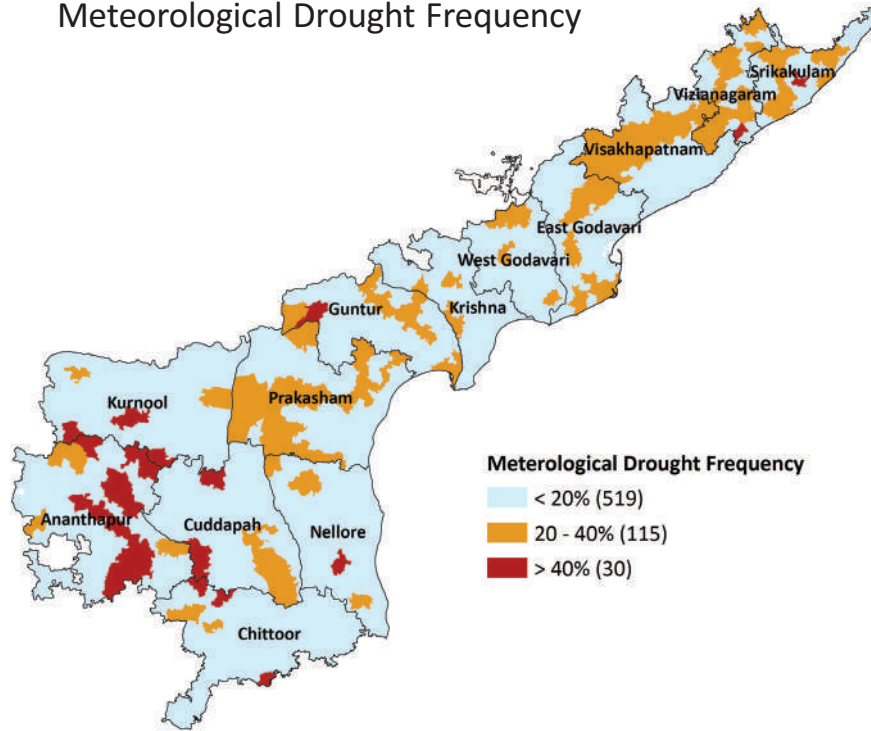 Meteorological Drought Frequency
Srikakulam
Vizianagaram
Visakhapatnam
East Godavari
West Godavari
Guntur
Krishna
Prakasham
Kurnool
Meterological Drought Frequency
< 20% (519)
20 - 40% (115)
> 40% (30)
Ananthapur
Cuddapah
Nellore
Chittoor